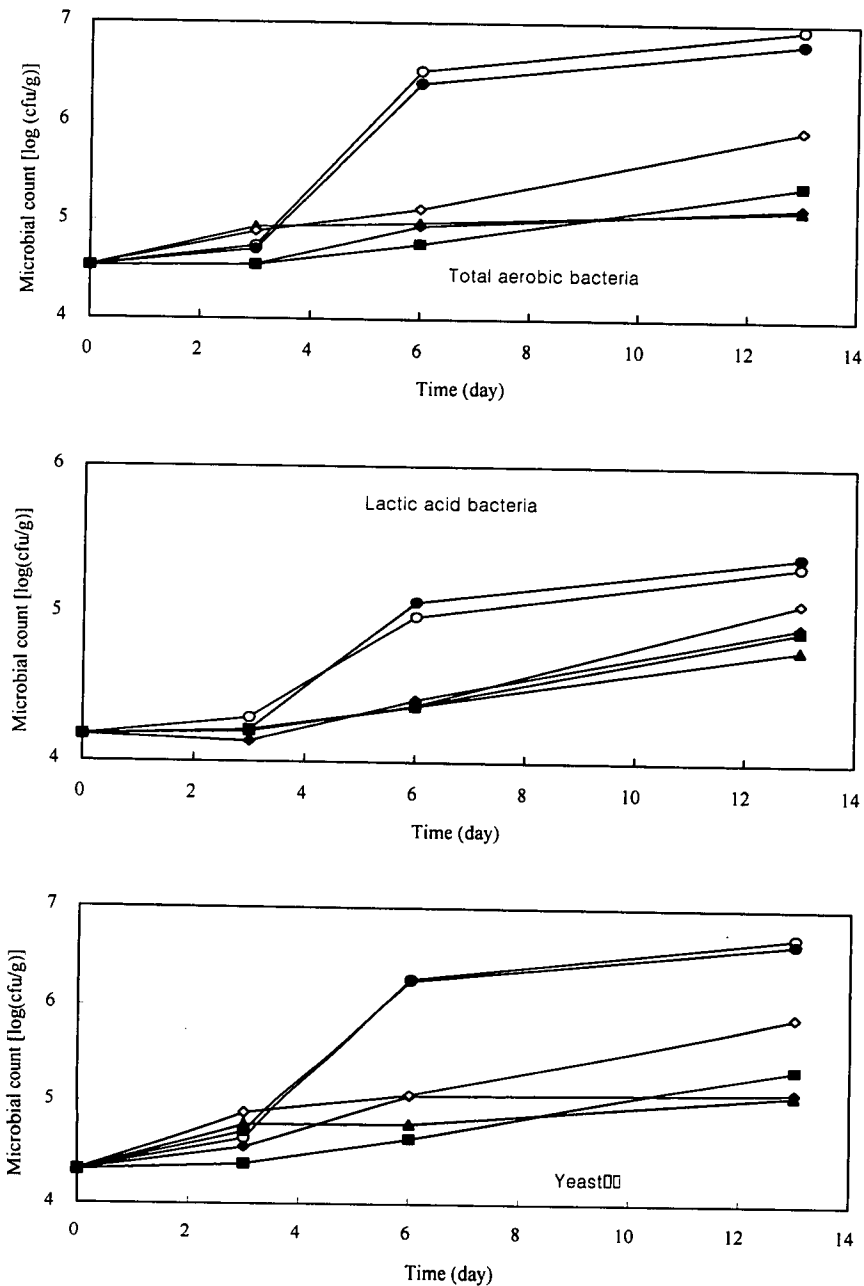 7
6
5
4
Microbial count [log (cfu/g)]
Total aerobic bacteria
0 2 4 6 8 10 12 14
Time (day)
6
5
4
Microbial count [log(cfu/g)]
Lactic acid bacteria
0 2 4 6 8 10 12 14
Time (day)
7
6
5
4
Microbial count [log(cfu/g)]
Yeast▯▯
0 2 4 6 8 10 12 14
Time (day)